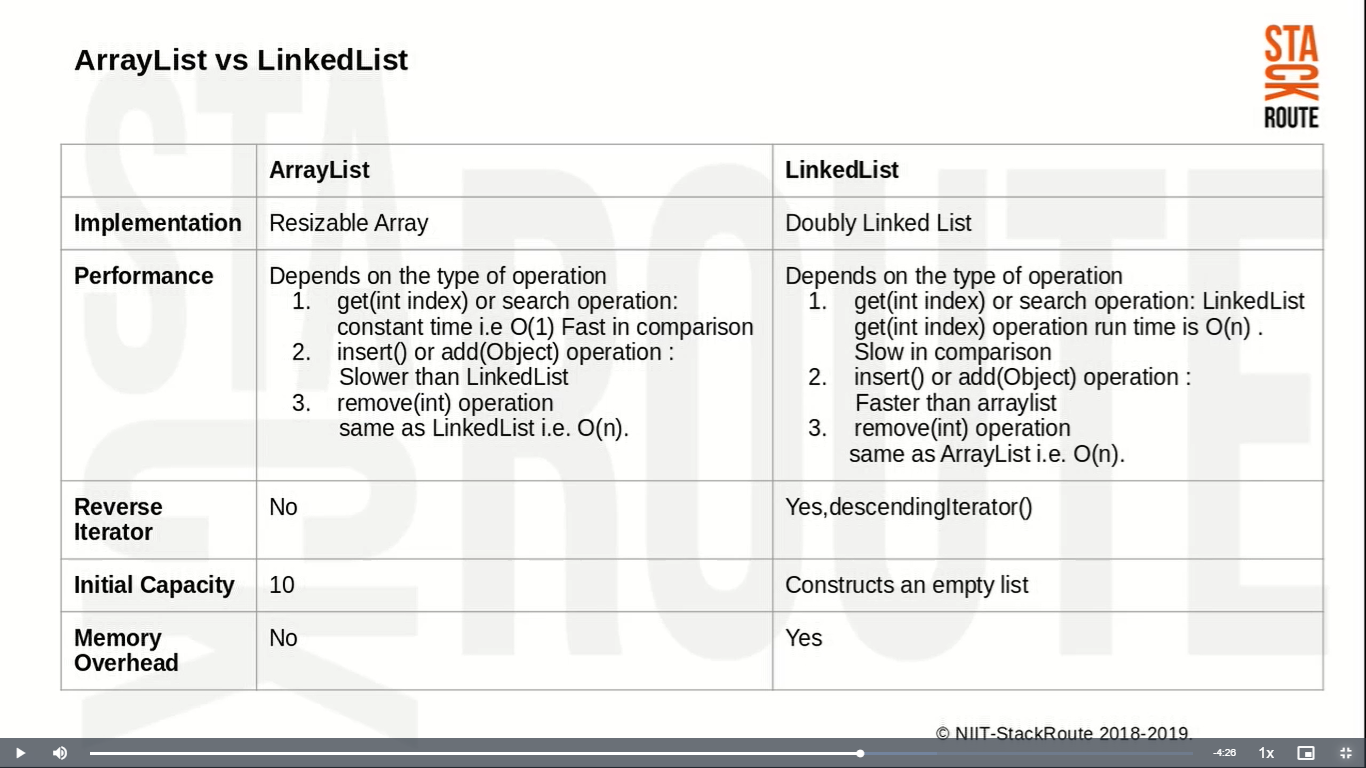 ArrayList vs LinkedList
STA
CK
ROUTE
ArrayList
LinkedList
Implementation
Resizable Array
Doubly Linked List
Performance
Depends on the type of operation
1. get(int index) or search operation:
constant time i.e O(1) Fast in comparison
2. insert() or add(Object) operation :
Slower than LinkedList
3. remove(int) operation
same as LinkedList i.e. O(n).
Depends on the type of operation
1. get(int index) or search operation: LinkedList
get(int index) operation run time is O(n) .
Slow in comparison
2. insert() or add(Object) operation :
Faster than arraylist
3. remove(int) operation
same as ArrayList i.e. O(n).
Reverse
Iterator
No
Yes,descendingIterator()
Initial Capacity
10
Constructs an empty list
Memory
Overhead
No
Yes
© NIIT-StackRoute 2018-2019.
-4:26
1x